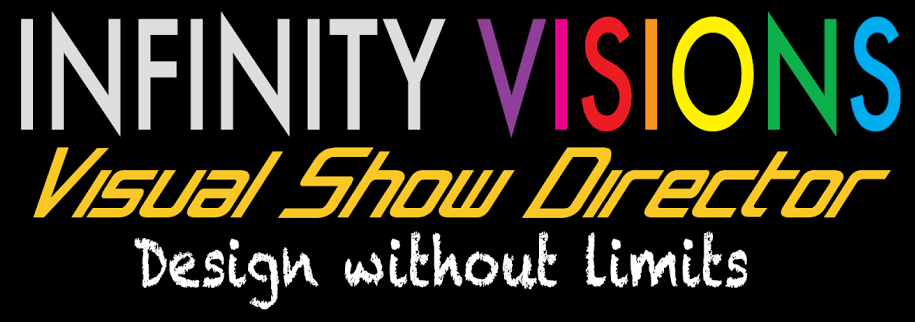 INFINITY VISIONS
Visual Show Director
Design without limits